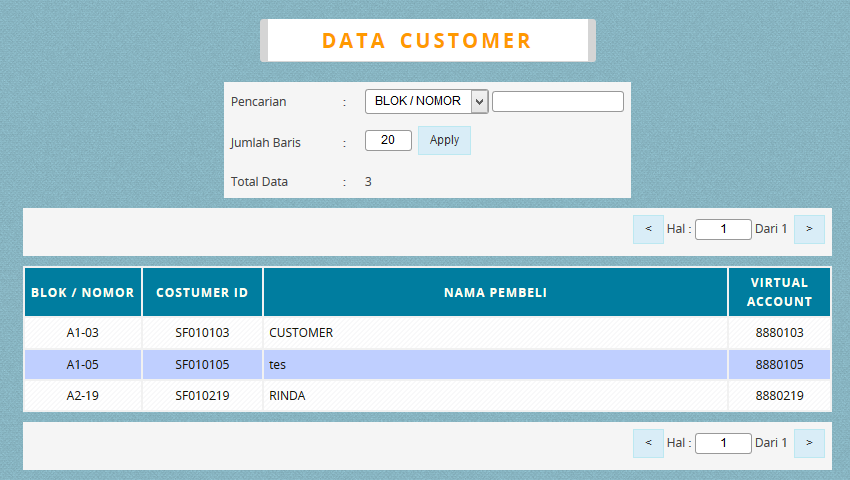 DATA CUSTOMER
Pencarian : BLOK / NOMOR
Jumlah Baris : 20 Apply
Total Data : 3
< Hal : 1 Dari 1 >
BLOK / NOMOR COSTUMER ID NAMA PEMBELI VIRTUAL ACCOUNT
A1-03 SF010103 CUSTOMER 8880103
A1-05 SF010105 tes 8880105
A2-19 SF010219 RINDA 8880219
< Hal : 1 Dari 1 >